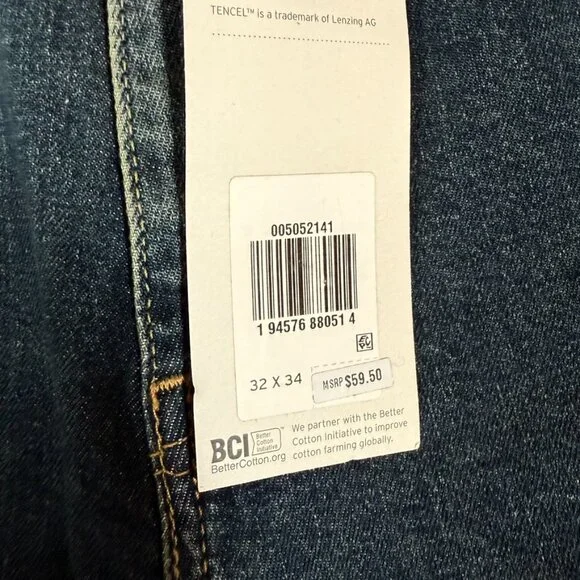 TENCEL™ is a trademark of Lenzing AG
005052141
1 94576 88051 4
32 X 34
MSRP $59.50
BCI
Better
Cotton
Initiative
BetterCotton.org
We partner with the Better
Cotton Initiative to improve
cotton farming globally.